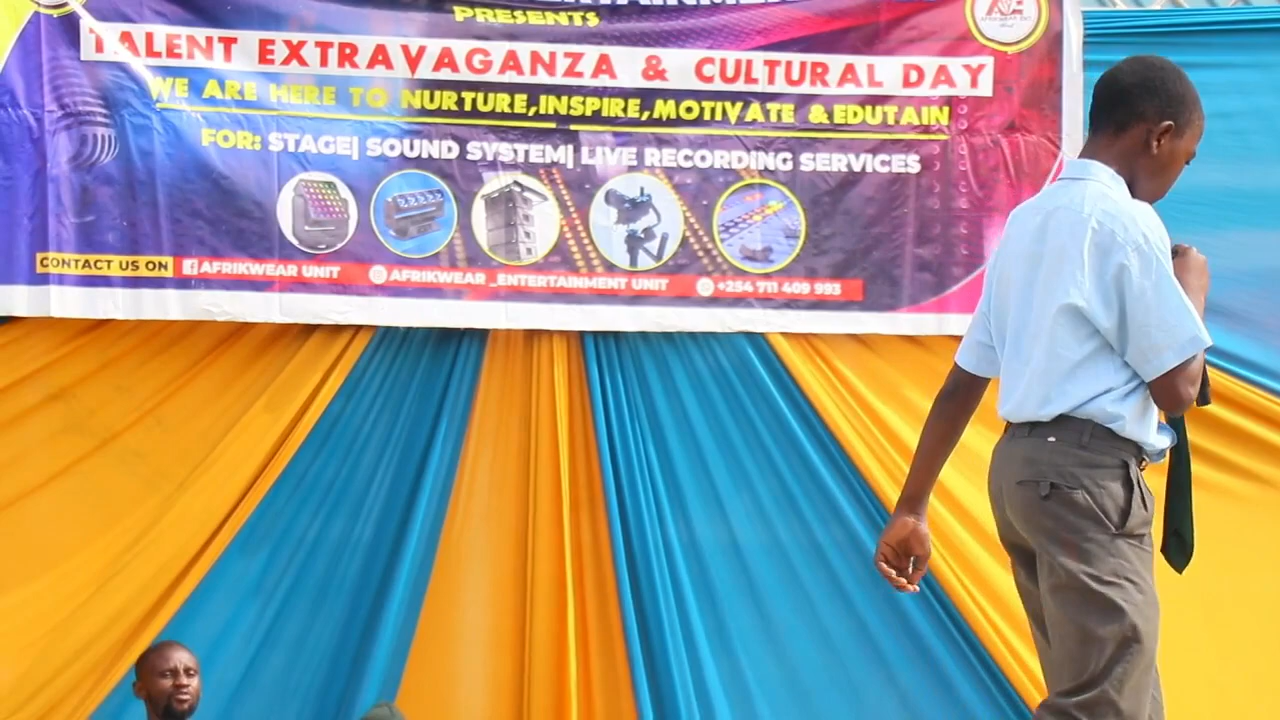 PRESENTS
TALENT EXTRAVAGANZA & CULTURAL DAY
WE ARE HERE TO NURTURE,INSPIRE,MOTIVATE &EDUTAIN
FOR: STAGE| SOUND SYSTEM| LIVE RECORDING SERVICES
CONTACT US ON AFRIKWEAR UNIT AFRIKWEAR _ENTERTAINMENT UNIT +254 711 409 993